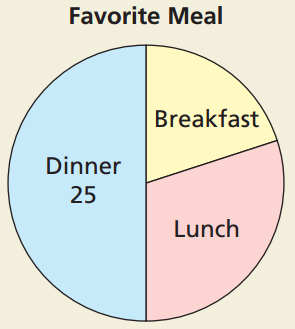 Favorite Meal
Breakfast
Dinner
25
Lunch